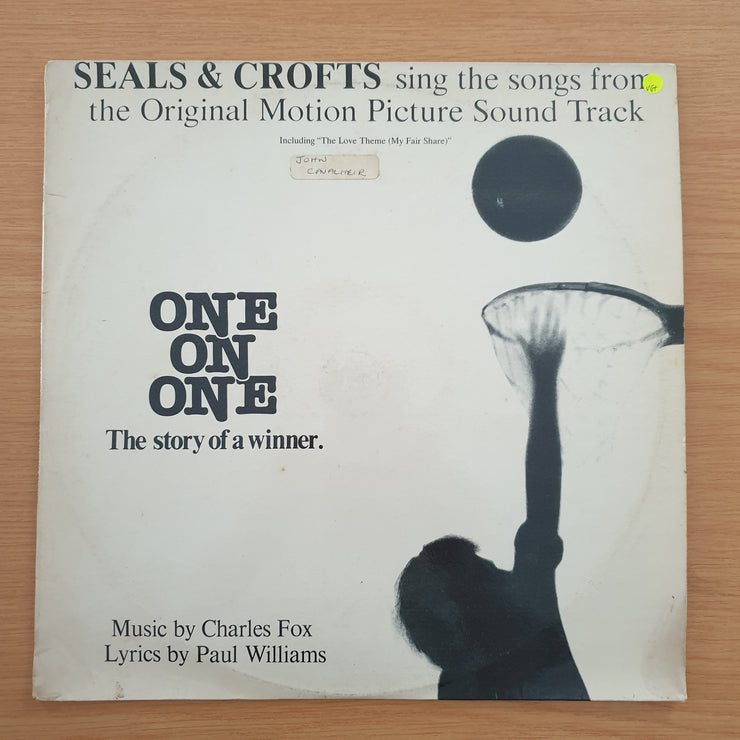 SEALS & CROFTS sing the songs from
the Original Motion Picture Sound Track
Including "The Love Theme (My Fair Share)"
VG+
JOHN
ONE
ON
ONE
The story of a winner.
Music by Charles Fox
Lyrics by Paul Williams